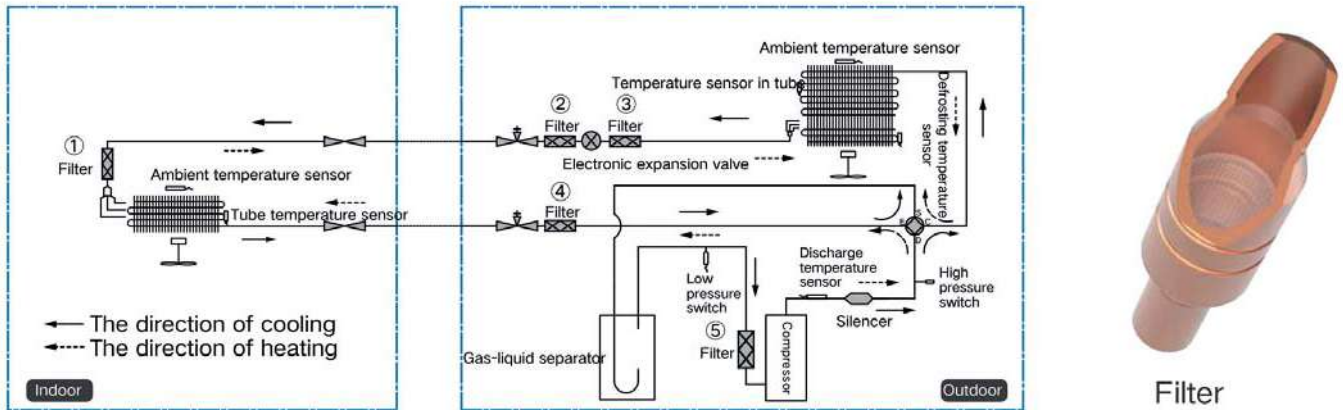 Ambient temperature sensor
Temperature sensor in tube
Defrosting temperature
sensor
①
Filter
②
Filter
③
Filter
Electronic expansion valve
Ambient temperature sensor
Tube temperature sensor
④
Filter
S
E
C
D
Low
pressure
switch
Discharge
temperature
sensor
High
pressure
switch
Silencer
⑤
Filter
Compressor
Gas-liquid separator
The direction of cooling
The direction of heating
Indoor
Outdoor
Filter